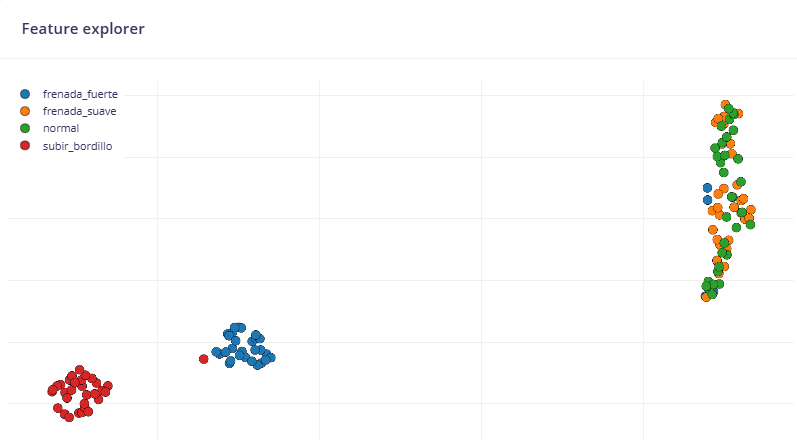 Feature explorer
frenada_fuerte
frenada_suave
normal
subir_bordillo